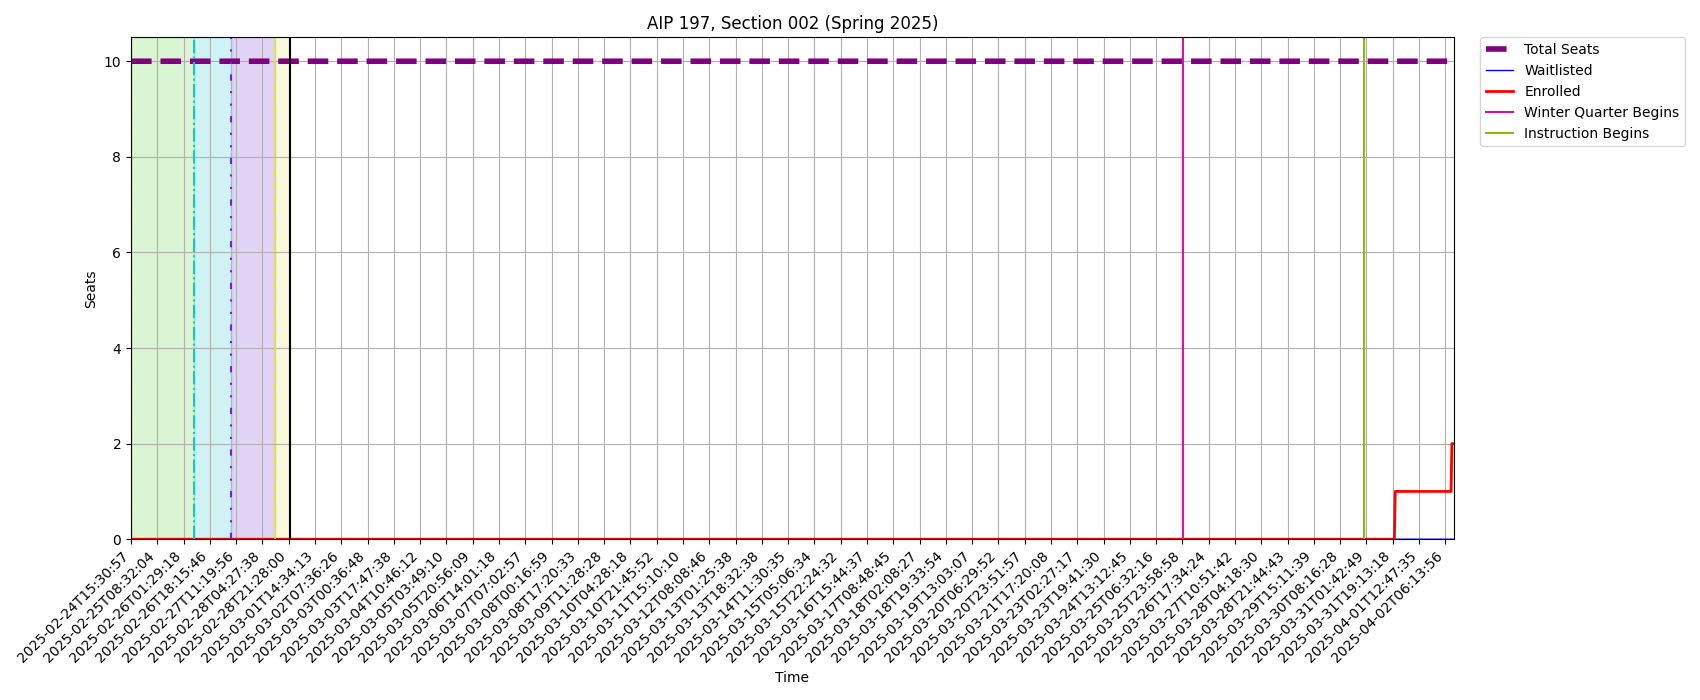 AIP 197, Section 002 (Spring 2025)
Total Seats
Waitlisted
Enrolled
Winter Quarter Begins
Instruction Begins
10
8
6
4
2
0
Seats
2025-02-24T15:30:57
2025-02-25T08:32:04
2025-02-26T01:29:18
2025-02-26T18:15:46
2025-02-27T11:19:56
2025-02-28T04:27:38
2025-02-28T21:28:00
2025-03-01T14:34:13
2025-03-02T07:36:26
2025-03-03T00:36:48
2025-03-03T17:47:38
2025-03-04T10:46:12
2025-03-05T03:49:10
2025-03-05T20:56:09
2025-03-06T14:01:18
2025-03-07T07:02:57
2025-03-08T00:16:59
2025-03-08T17:20:33
2025-03-09T11:28:28
2025-03-10T04:28:18
2025-03-10T21:45:52
2025-03-11T15:10:10
2025-03-12T08:08:46
2025-03-13T01:25:38
2025-03-13T18:32:38
2025-03-14T11:30:35
2025-03-15T05:06:34
2025-03-15T22:24:32
2025-03-16T15:44:37
2025-03-17T08:48:45
2025-03-18T02:08:27
2025-03-18T19:33:54
2025-03-19T13:03:07
2025-03-20T06:29:52
2025-03-20T23:51:57
2025-03-21T17:20:08
2025-03-23T02:27:17
2025-03-23T19:41:30
2025-03-24T13:12:45
2025-03-25T06:32:16
2025-03-25T23:58:58
2025-03-26T17:34:24
2025-03-27T10:51:42
2025-03-28T04:18:30
2025-03-28T21:44:43
2025-03-29T15:11:39
2025-03-30T08:16:28
2025-03-31T01:42:49
2025-03-31T19:13:18
2025-04-01T12:47:35
2025-04-02T06:13:56
Time